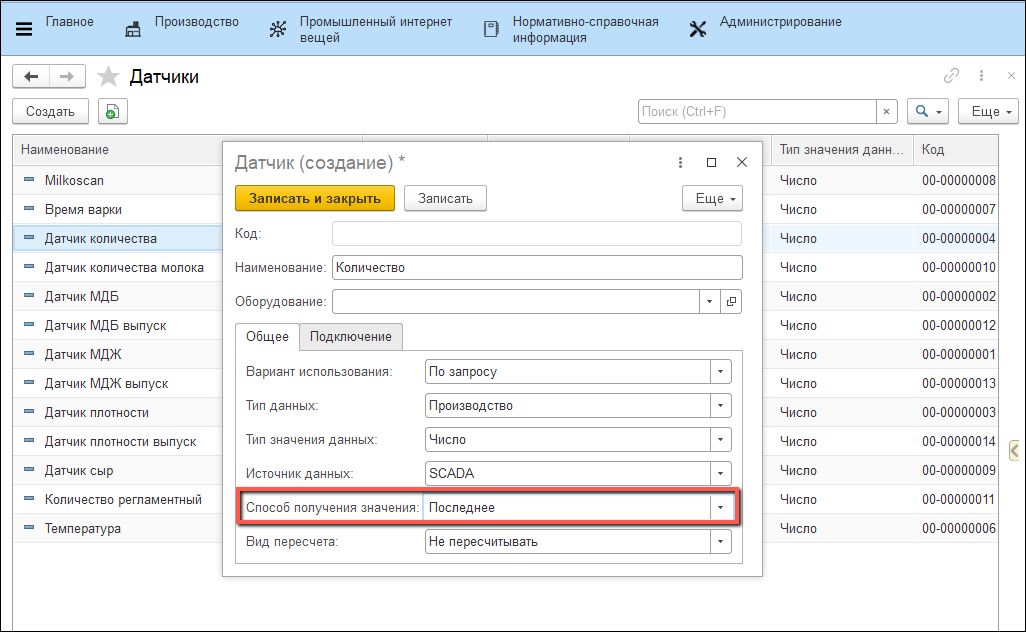 Главное
Производство
Промышленный интернет
вещей
Нормативно-справочная
информация
Администрирование
Датчики
Создать
Поиск (Ctrl+F)
Еще
Наименование
Тип значения данн...
Код
Milkoscan
Число
00-00000008
Время варки
Число
00-00000007
Датчик количества
Число
00-00000004
Датчик количества молока
Число
00-00000010
Датчик МДБ
Число
00-00000002
Датчик МДБ выпуск
Число
00-00000012
Датчик МДЖ
Число
00-00000001
Датчик МДЖ выпуск
Число
00-00000013
Датчик плотности
Число
00-00000003
Датчик плотности выпуск
Число
00-00000014
Датчик сыр
Число
00-00000009
Количество регламентный
Число
00-00000011
Температура
Число
00-00000006
Датчик (создание) *
Записать и закрыть
Записать
Еще
Код:
Наименование: Количество
Оборудование:
Общее
Подключение
Вариант использования: По запросу
Тип данных: Производство
Тип значения данных: Число
Источник данных: SCADA
Способ получения значения: Последнее
Вид пересчета: Не пересчитывать